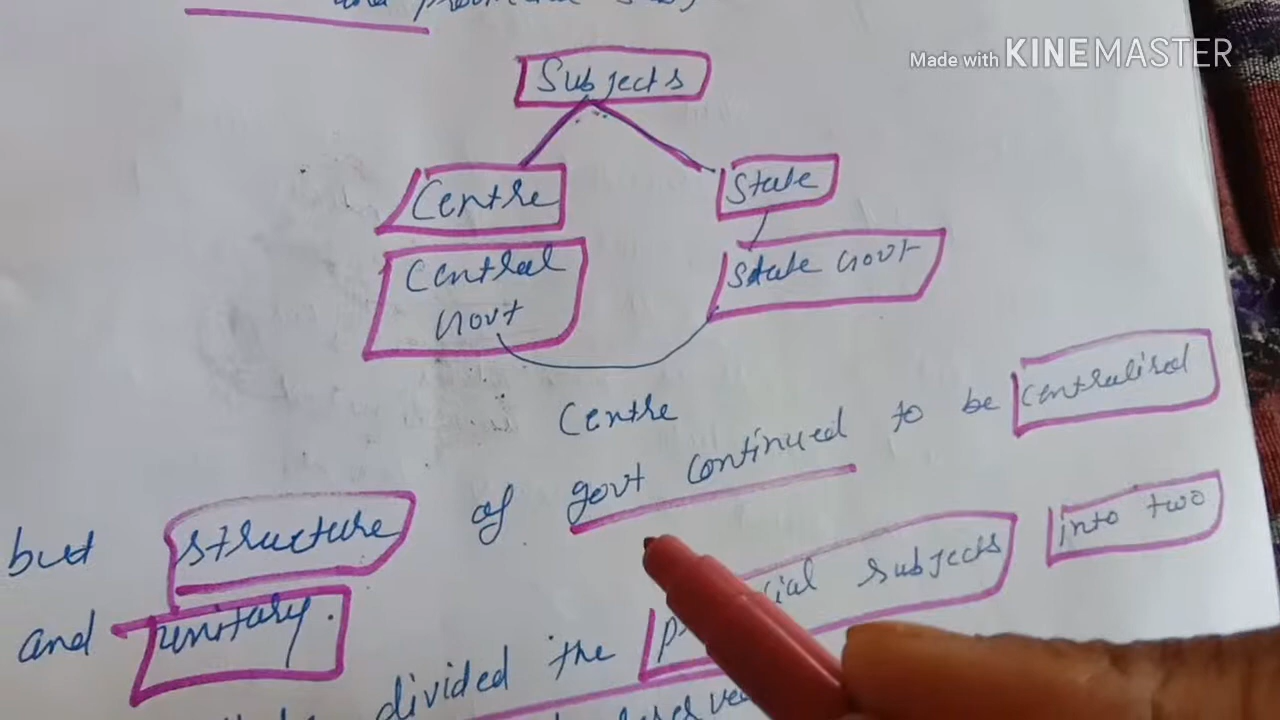 Made with KINEMASTER
Subjects
Centre State
Central State Govt
Govt
Centre
but structure of govt continued to be centralised
and unitary.
divided the subjects into two